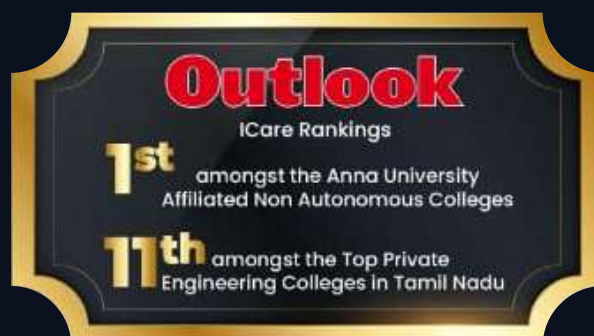 Outlook
ICare Rankings
1st amongst the Anna University
Affiliated Non Autonomous Colleges
11th amongst the Top Private
Engineering Colleges in Tamil Nadu